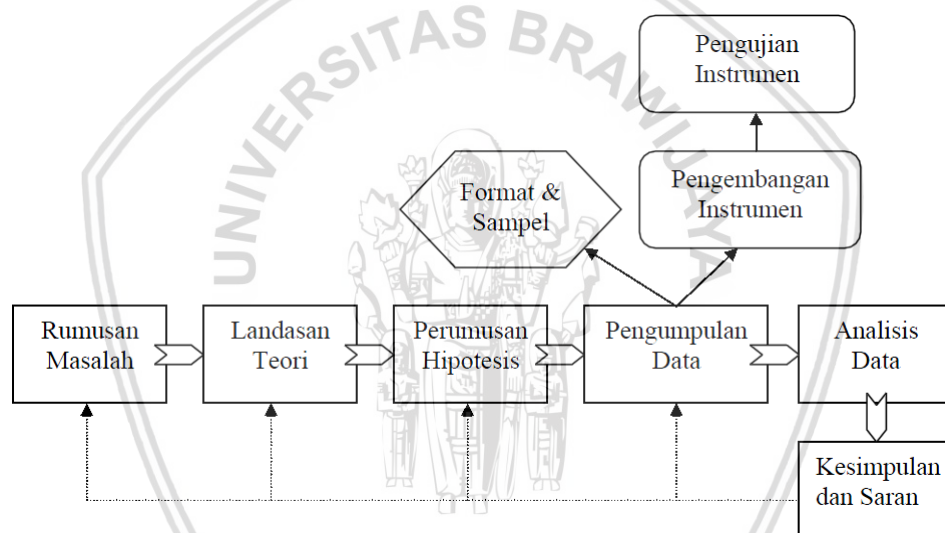 UNIVERSITAS BRAWIJAYA
Pengujian
Instrumen
Format &
Sampel
Pengembangan
Instrumen
Rumusan
Masalah
Landasan
Teori
Perumusan
Hipotesis
Pengumpulan
Data
Analisis
Data
Kesimpulan
dan Saran